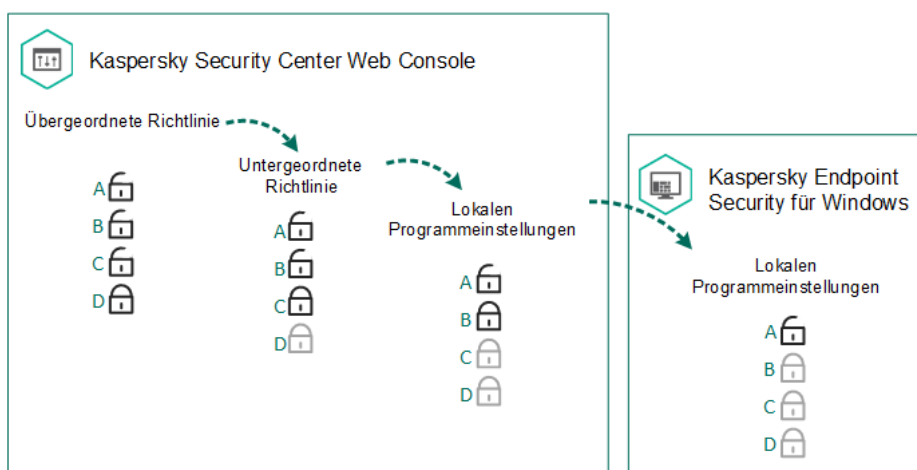 Kaspersky Security Center Web Console
Übergeordnete Richtlinie
A
B
C
D
Untergeordnete
Richtlinie
A
B
C
D
Lokalen
Programmeinstellungen
A
B
C
D
Kaspersky Endpoint
Security für Windows
Lokalen
Programmeinstellungen
A
B
C
D